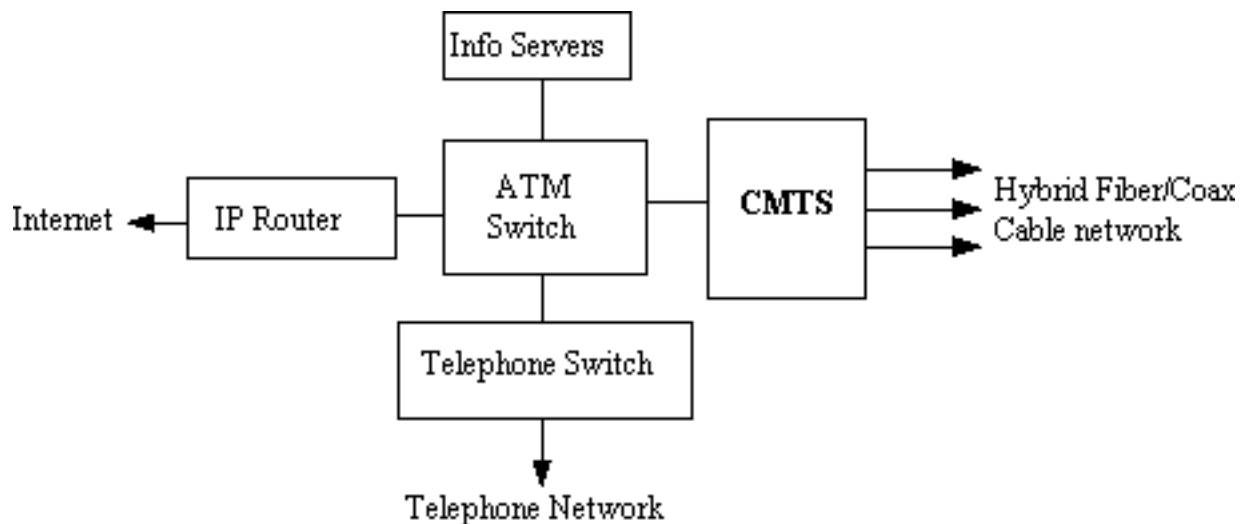 Info Servers
ATM
Switch
CMTS
Hybrid Fiber/Coax
Cable network
Internet
IP Router
Telephone Switch
Telephone Network